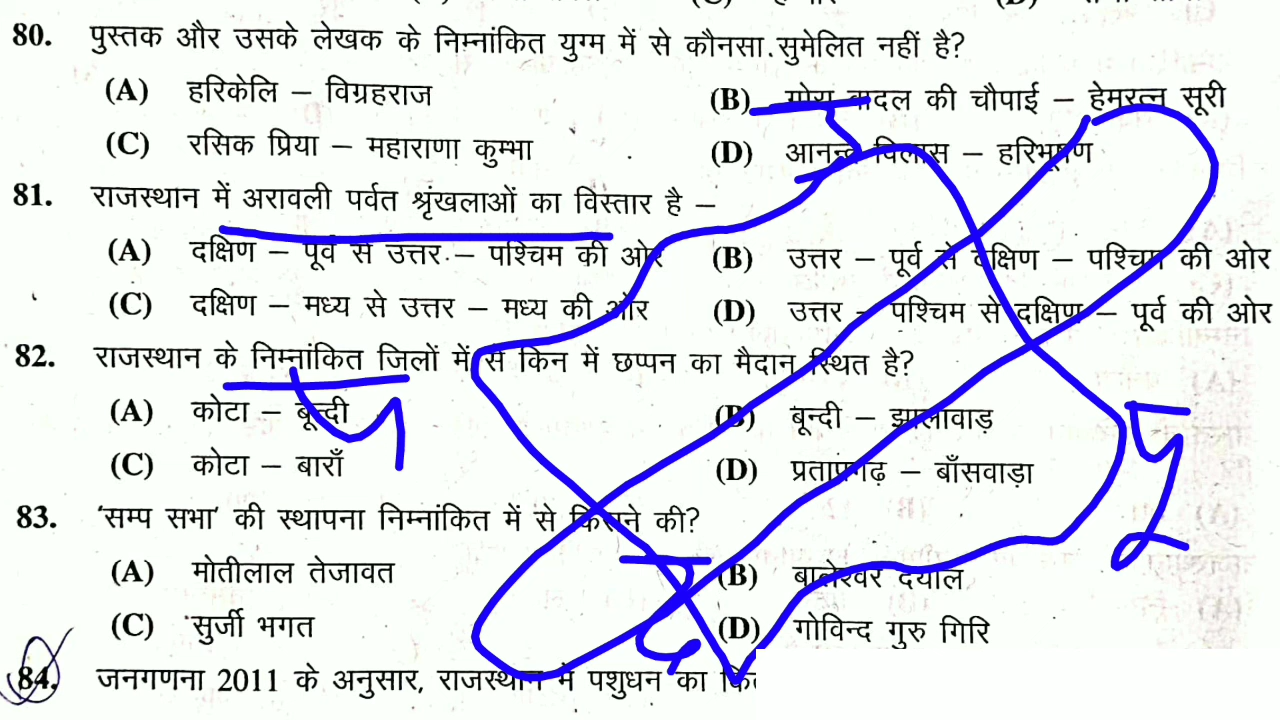 80. पुस्तक और उसके लेखक के निम्नांकित युग्म में से कौनसा सुमेलित नहीं है?
(A) हरिकेलि – विग्रहराज (B) गोरा बादल की चौपाई – हेमरत्न सूरी
(C) रसिक प्रिया – महाराणा कुम्भा (D) आनन्द विलास – हरिभूषण
81. राजस्थान में अरावली पर्वत श्रृंखलाओं का विस्तार है –
(A) दक्षिण – पूर्व से उत्तर – पश्चिम की ओर (B) उत्तर – पूर्व से दक्षिण – पश्चिम की ओर
(C) दक्षिण – मध्य से उत्तर – मध्य की ओर (D) उत्तर – पश्चिम से दक्षिण – पूर्व की ओर
82. राजस्थान के निम्नांकित जिलों में से किन में छप्पन का मैदान स्थित है?
(A) कोटा – बून्दी (B) बून्दी – झालावाड़
(C) कोटा – बाराँ (D) प्रतापगढ़ – बाँसवाड़ा
83. 'सम्प सभा' की स्थापना निम्नांकित में से किसने की?
(A) मोतीलाल तेजावत (B) बालेश्वर दयाल
(C) सुर्जी भगत (D) गोविन्द गुरु गिरि
84. जनगणना 2011 के अनुसार, राजस्थान में पशुधन का